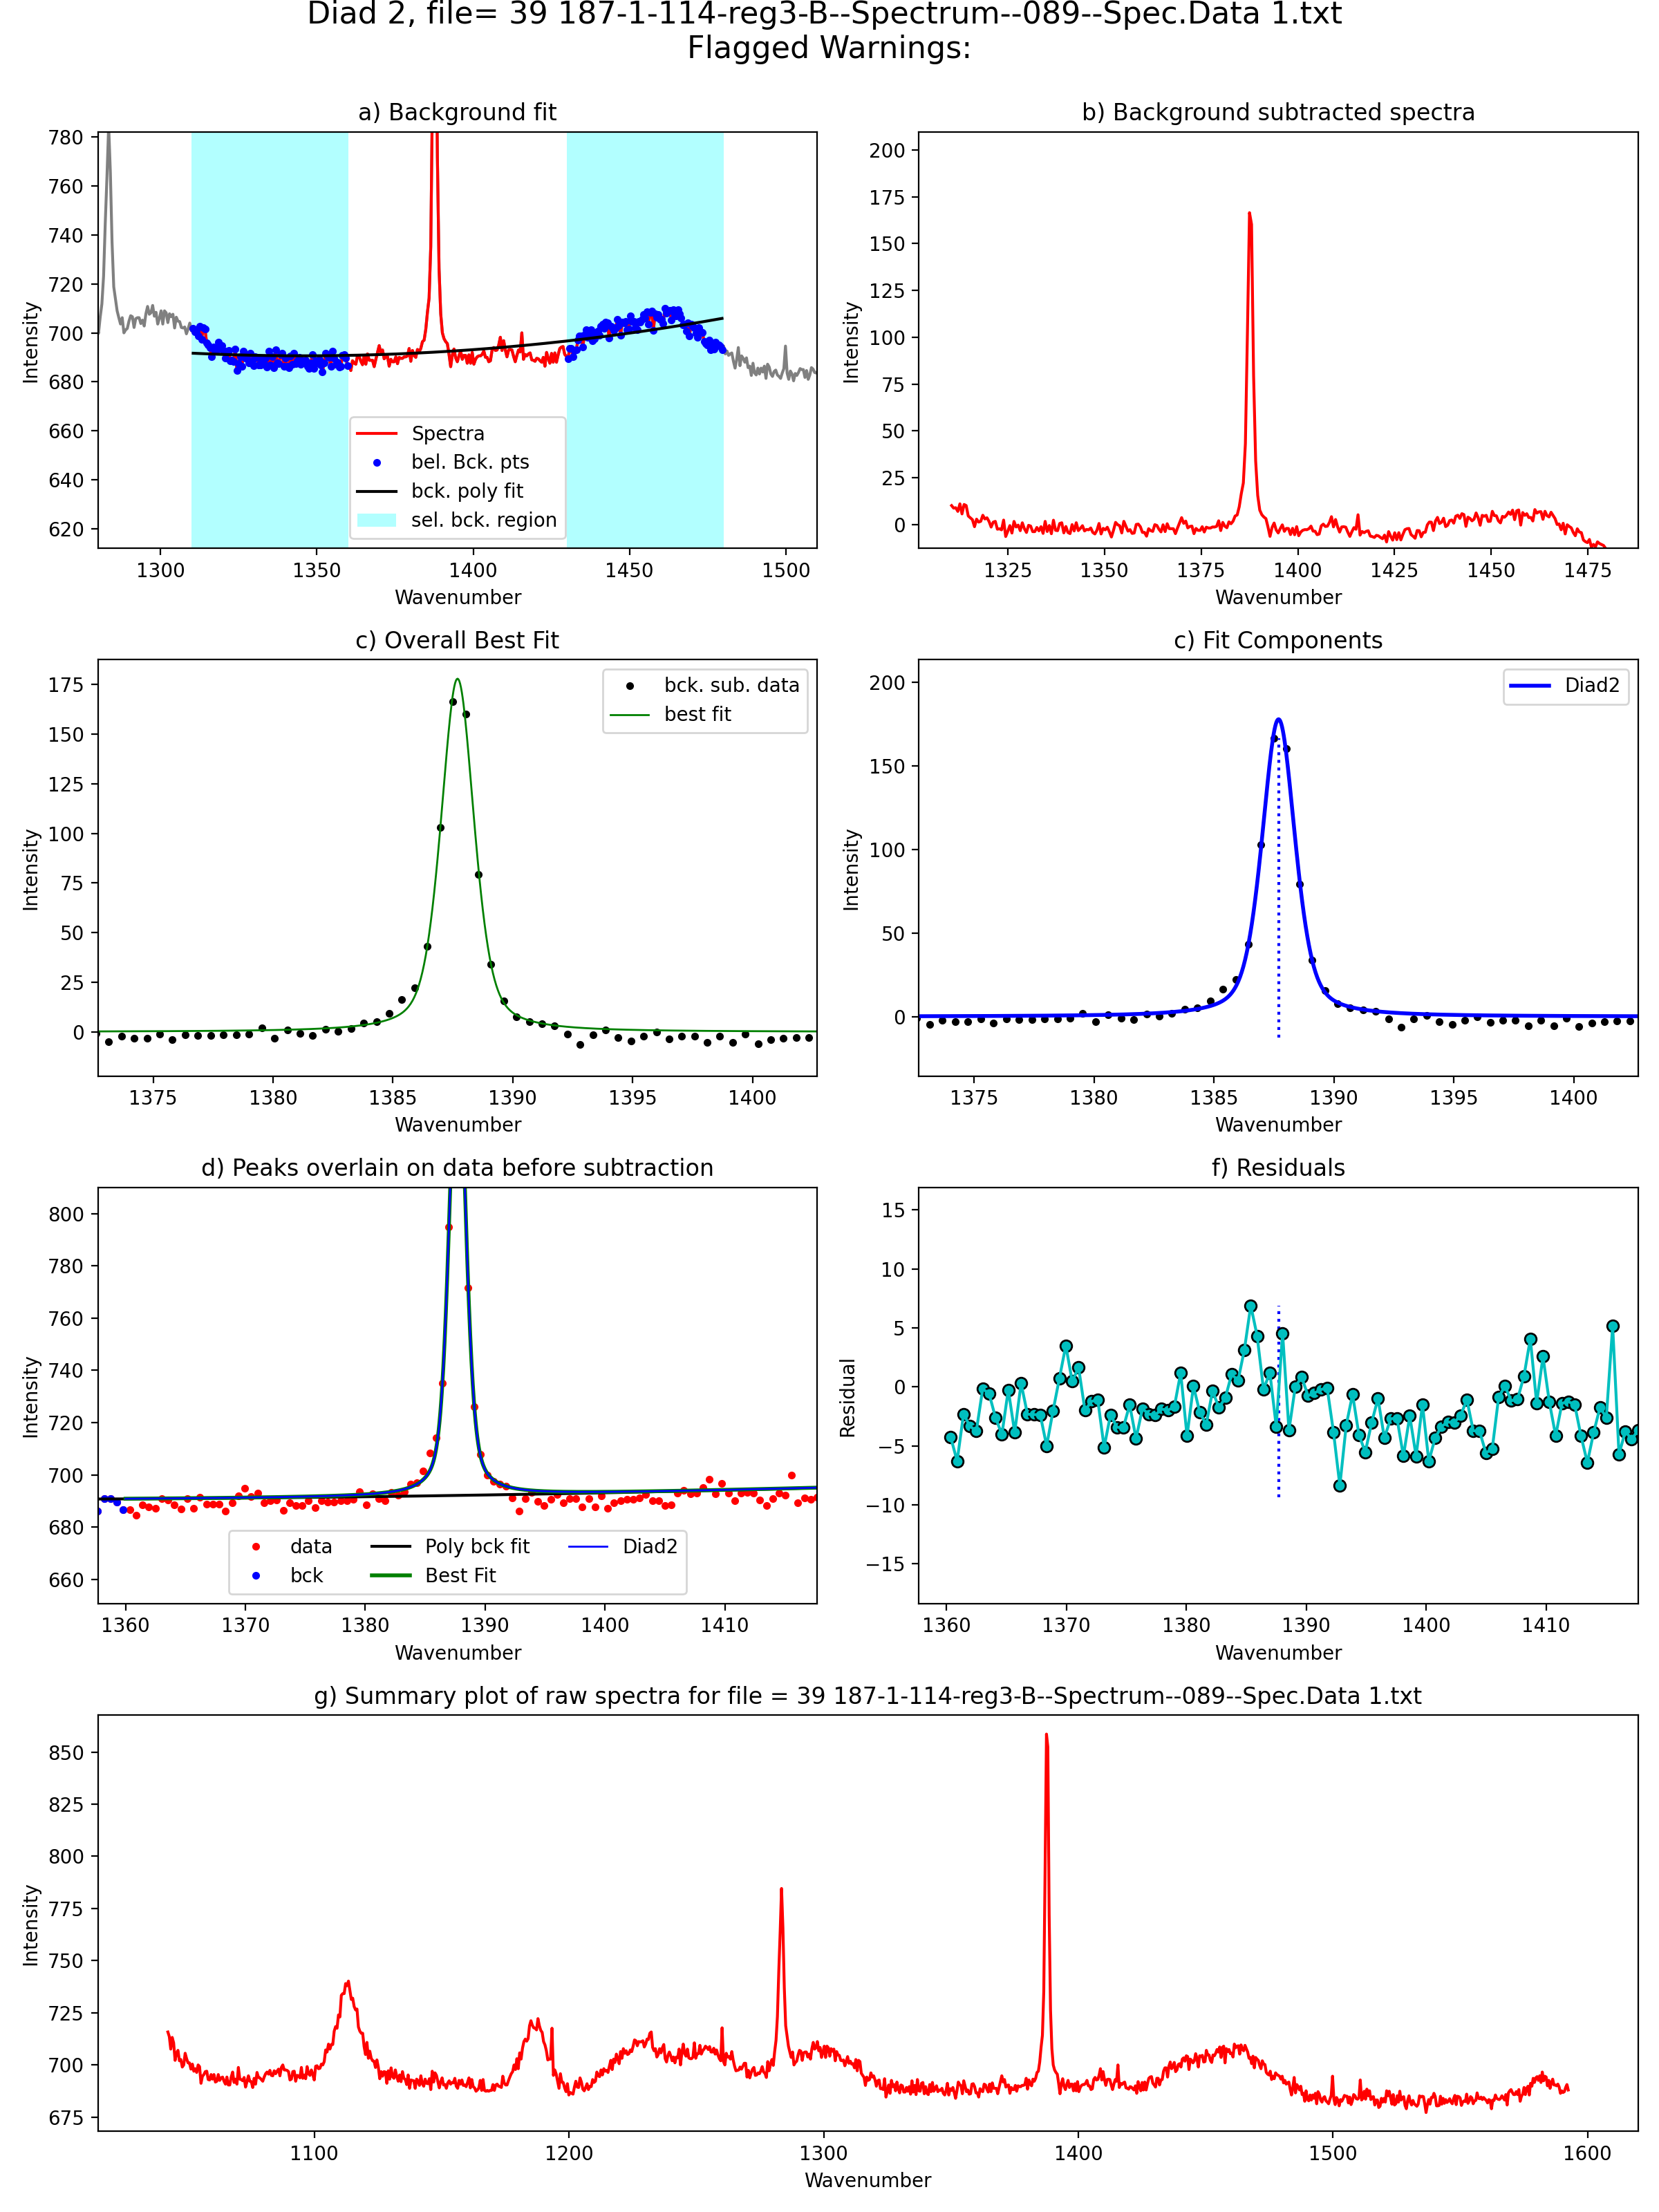 Diad 2, file= 39 187-1-114-reg3-B--Spectrum--089--Spec.Data 1.txt
Flagged Warnings:
a) Background fit
780
760
740
720
700
680
660
640
620
Intensity
Spectra
bel. Bck. pts
bck. poly fit
sel. bck. region
1300 1350 1400 1450 1500
Wavenumber
b) Background subtracted spectra
200
175
150
125
100
75
50
25
0
Intensity
1325 1350 1375 1400 1425 1450 1475
Wavenumber
c) Overall Best Fit
175
150
125
100
75
50
25
0
Intensity
bck. sub. data
best fit
1375 1380 1385 1390 1395 1400
Wavenumber
c) Fit Components
200
150
100
50
0
Intensity
Diad2
1375 1380 1385 1390 1395 1400
Wavenumber
d) Peaks overlain on data before subtraction
800
780
760
740
720
700
680
660
Intensity
data Poly bck fit Diad2
bck Best Fit
1360 1370 1380 1390 1400 1410
Wavenumber
f) Residuals
15
10
5
0
−5
−10
−15
Residual
1360 1370 1380 1390 1400 1410
Wavenumber
g) Summary plot of raw spectra for file = 39 187-1-114-reg3-B--Spectrum--089--Spec.Data 1.txt
850
825
800
775
750
725
700
675
Intensity
1100 1200 1300 1400 1500 1600
Wavenumber